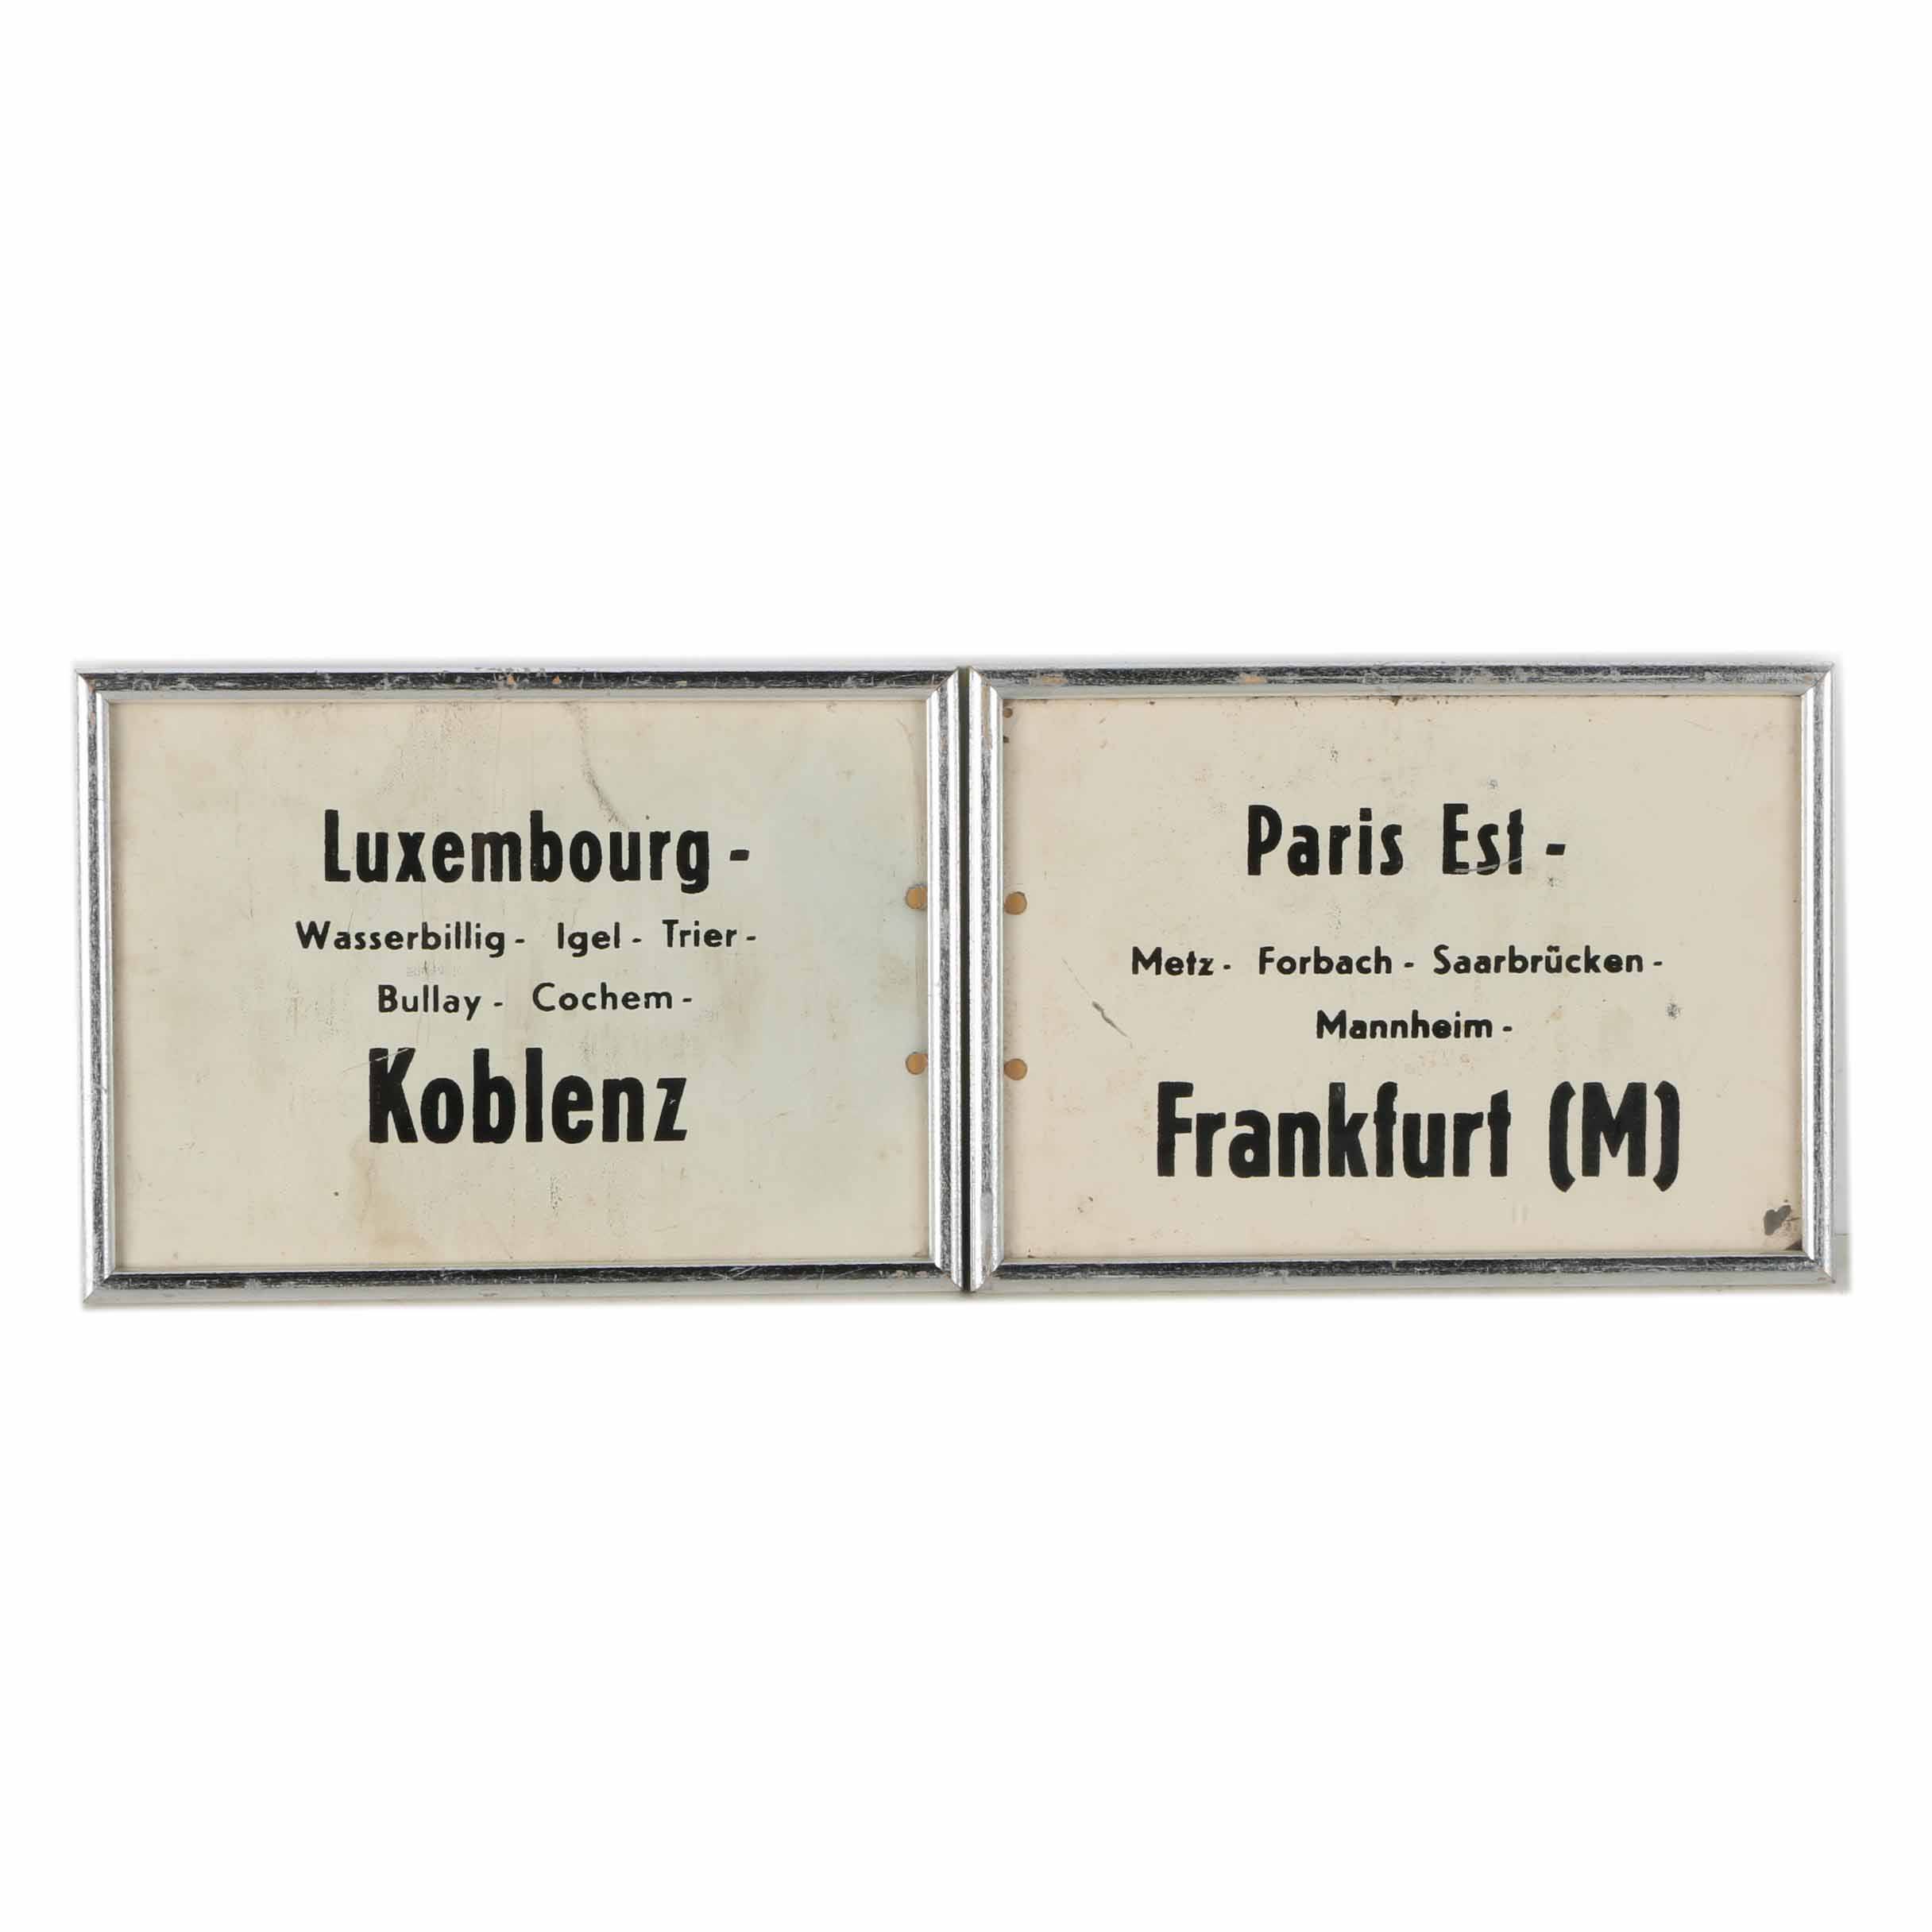 Luxembourg -
Wasserbillig - Igel - Trier -
Bullay - Cochem -
Koblenz
Paris Est -
Metz - Forbach - Saarbrücken -
Mannheim -
Frankfurt (M)